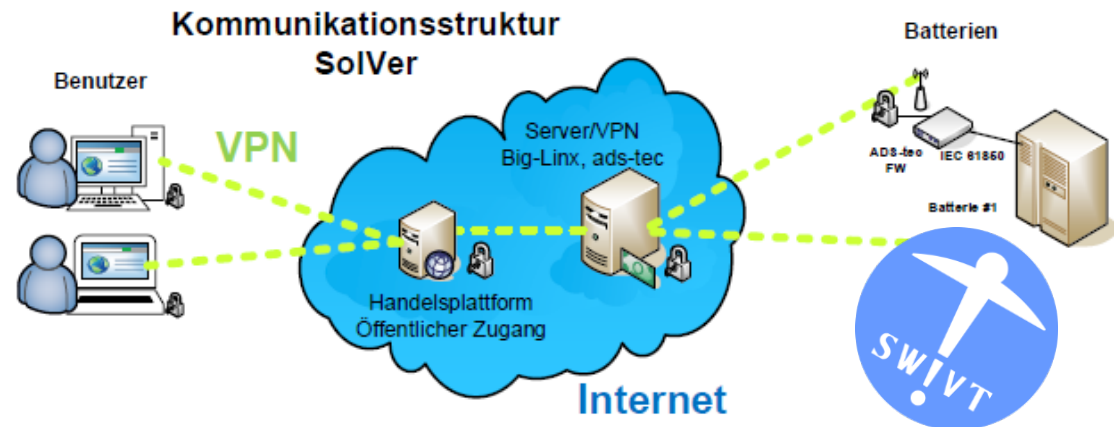 Kommunikationsstruktur
SolVer
Benutzer
VPN
Server/VPN
Big-Linx, ads-tec
Handelsplattform
Öffentlicher Zugang
Internet
Batterien
ADS-tec
FW
IEC 61850
Batterie #1
SW!VT